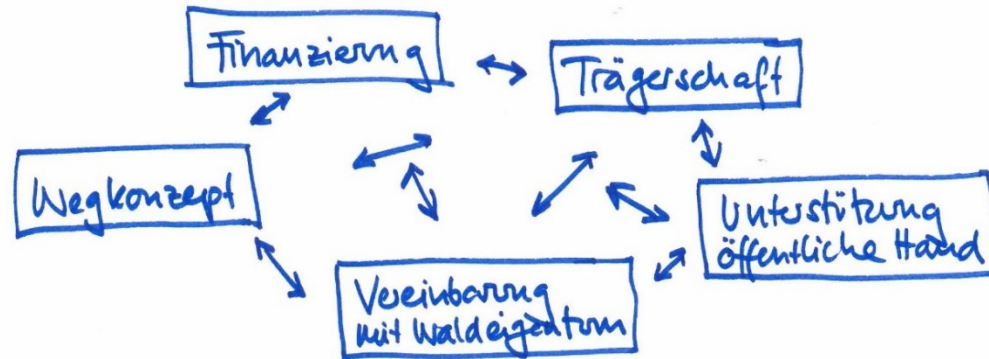 Finanzierung
Trägerschaft
Wegkonzept
Unterstützung
öffentliche Hand
Vereinbarung
mit Waldeigentum